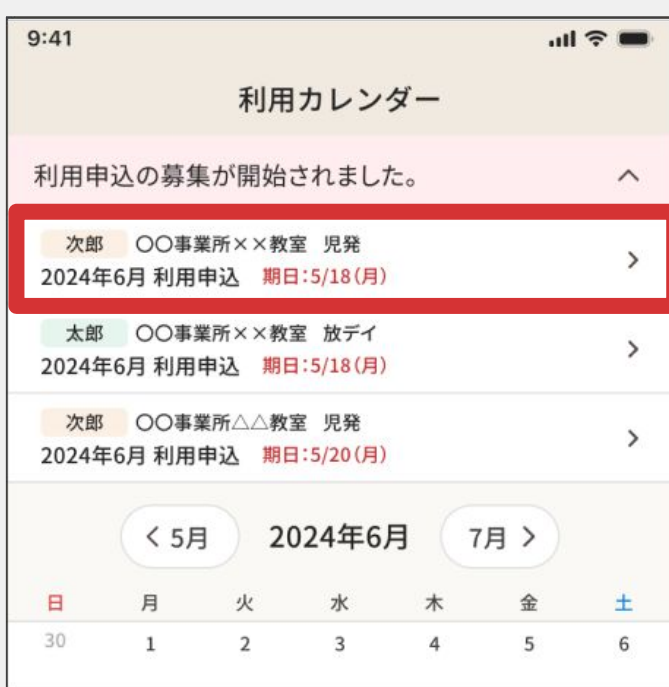 9:41
利用カレンダー
利用申込の募集が開始されました。
次郎 〇〇事業所××教室 児発
2024年6月 利用申込 期日:5/18(月)
太郎 〇〇事業所××教室 放デイ
2024年6月 利用申込 期日:5/18(月)
次郎 〇〇事業所△△教室 児発
2024年6月 利用申込 期日:5/20(月)
5月 2024年6月 7月
日 月 火 水 木 金 土
30 1 2 3 4 5 6